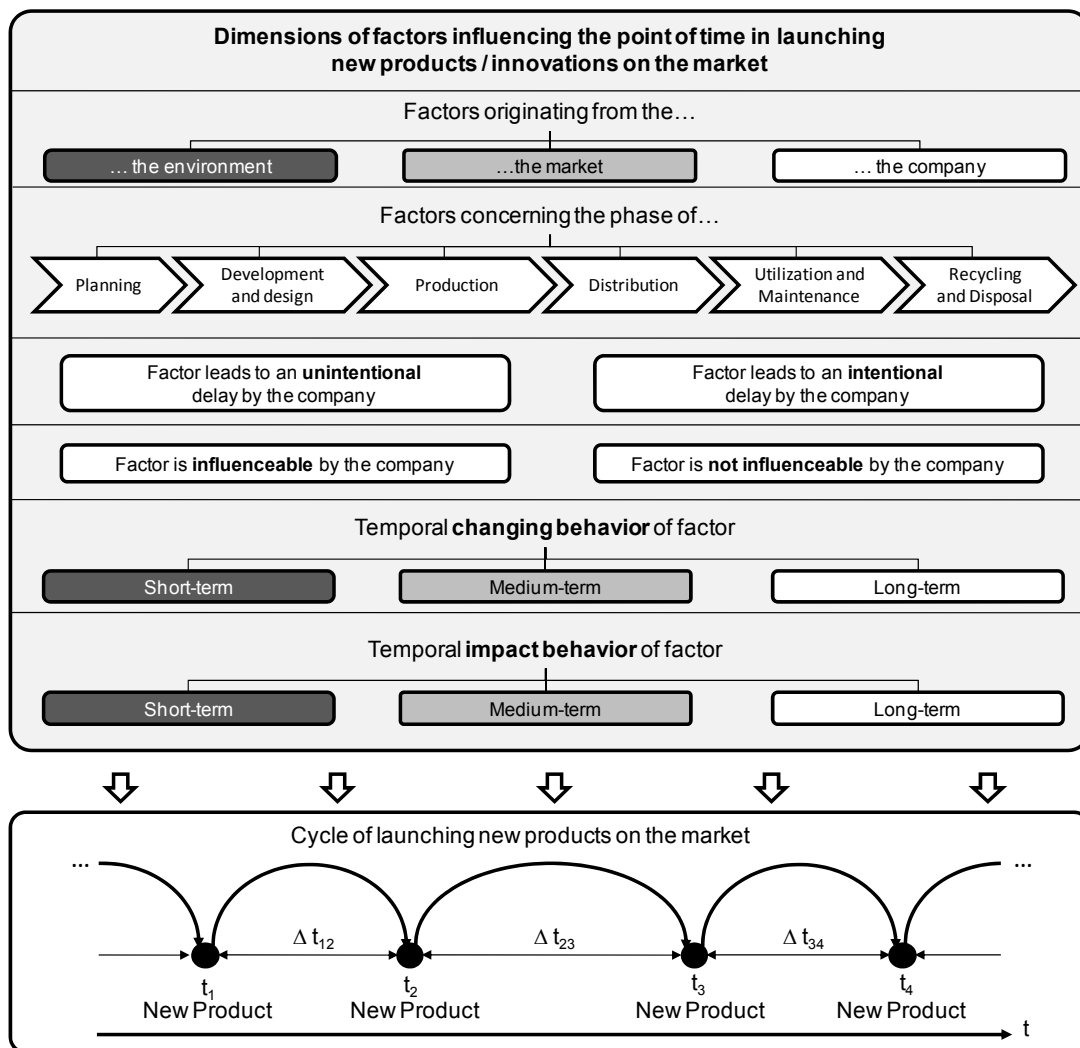 Dimensions of factors influencing the point of time in launching
new products / innovations on the market
Factors originating from the…
… the environment
…the market
… the company
Factors concerning the phase of…
Planning
Development
and design
Production
Distribution
Utilization and
Maintenance
Recycling
and Disposal
Factor leads to an unintentional
delay by the company
Factor leads to an intentional
delay by the company
Factor is influenceable by the company
Factor is not influenceable by the company
Temporal changing behavior of factor
Short-term
Medium-term
Long-term
Temporal impact behavior of factor
Short-term
Medium-term
Long-term
Cycle of launching new products on the market
...
...
Δ t₁₂
Δ t₂₃
Δ t₃₄
t₁
t₂
t₃
t₄
New Product
New Product
New Product
New Product
t